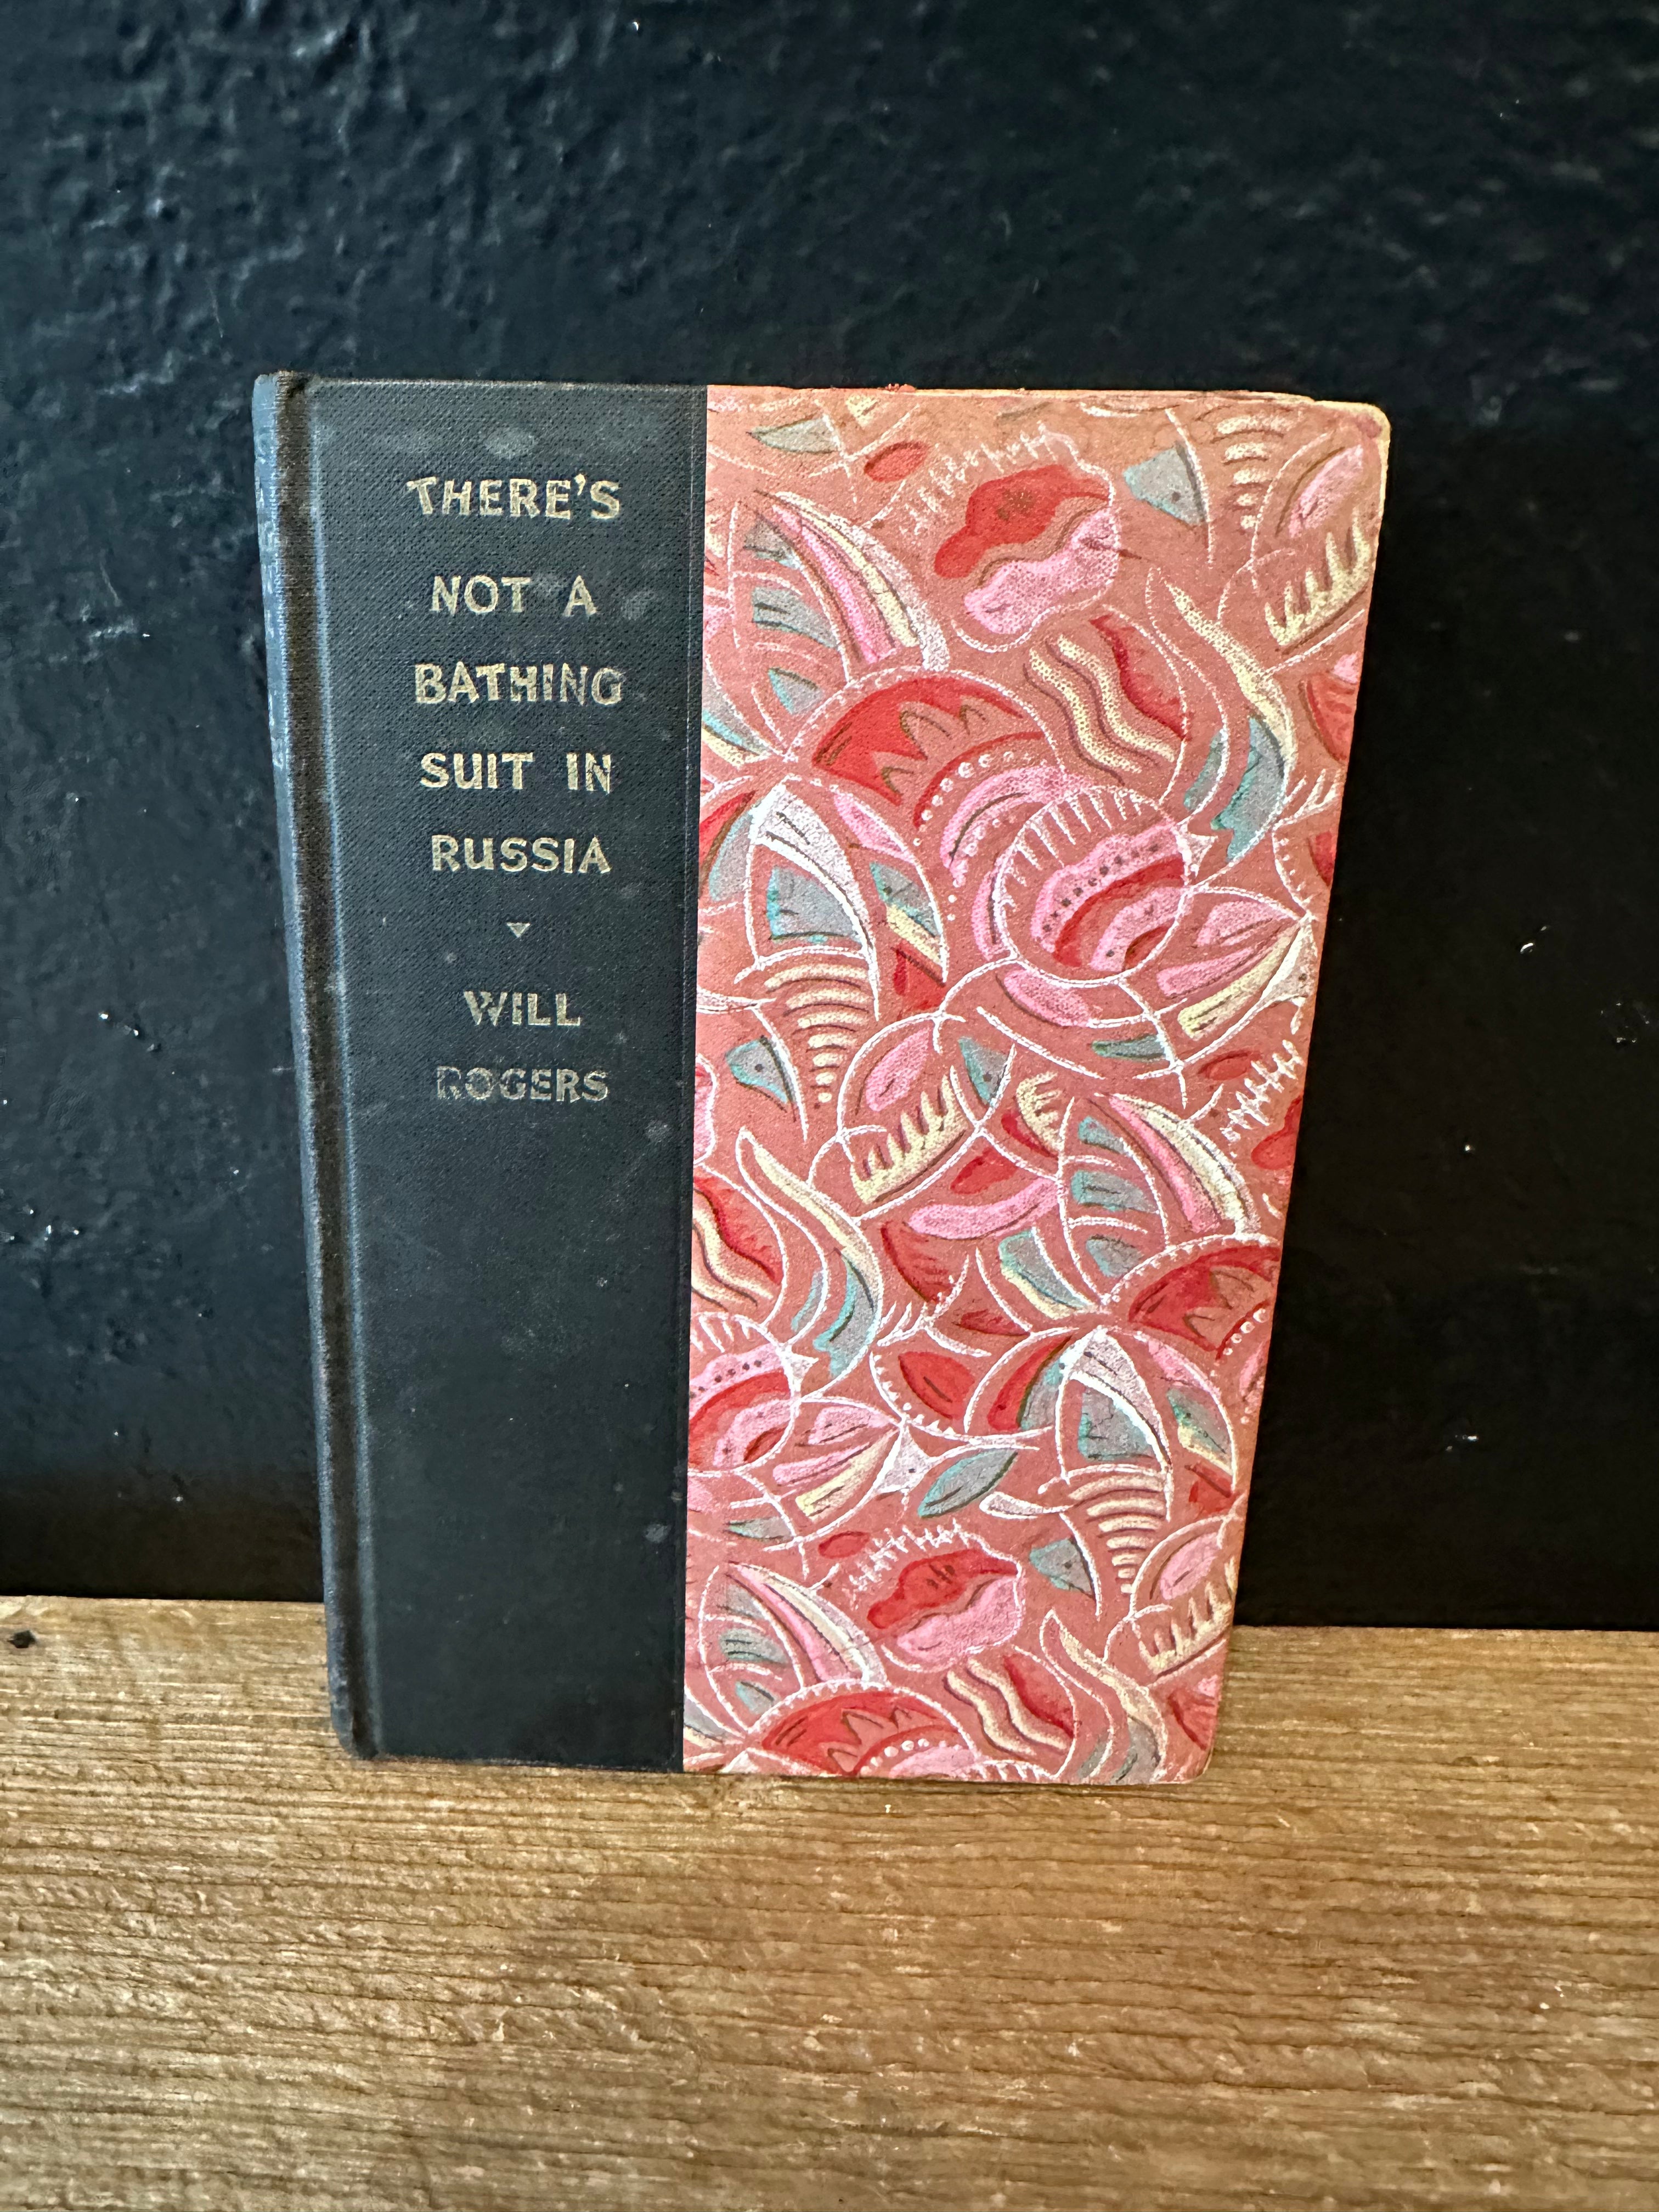 THERE'S
NOT A
BATHING
SUIT IN
RUSSIA
WILL
ROGERS